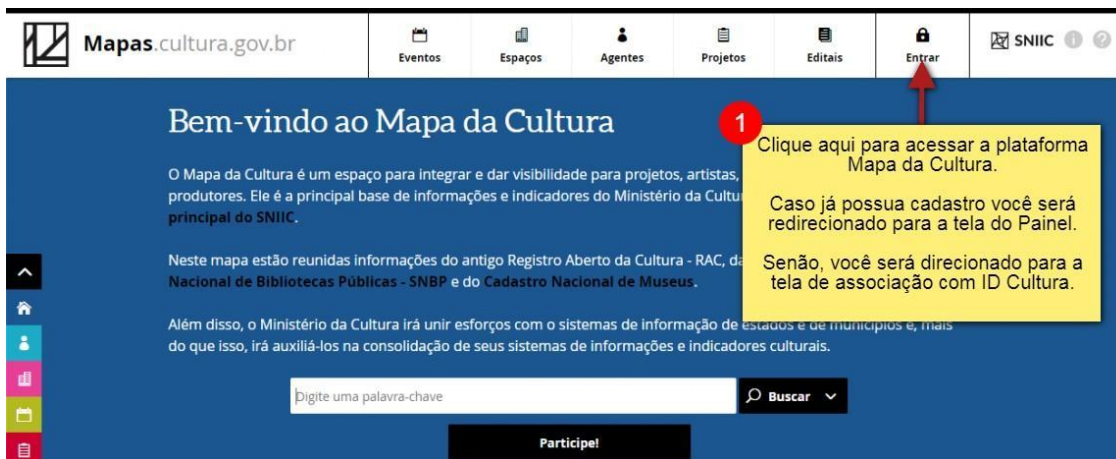 Mapas.cultura.gov.br
Eventos
Espaços
Agentes
Projetos
Editais
Entrar
SNIIC
Bem-vindo ao Mapa da Cultura
O Mapa da Cultura é um espaço para integrar e dar visibilidade para projetos, artistas,
produtores. Ele é a principal base de informações e indicadores do Ministério da Cultu
principal do SNIIC.
Neste mapa estão reunidas informações do antigo Registro Aberto da Cultura - RAC, da
Nacional de Bibliotecas Públicas - SNBP e do Cadastro Nacional de Museus.
Além disso, o Ministério da Cultura irá unir esforços com o sistemas de informação de estados e de municípios e, mais
do que isso, irá auxiliá-los na consolidação de seus sistemas de informações e indicadores culturais.
1
Clique aqui para acessar a plataforma
Mapa da Cultura.
Caso já possua cadastro você será
redirecionado para a tela do Painel.
Senão, você será direcionado para a
tela de associação com ID Cultura.
Digite uma palavra-chave
Buscar
Participe!